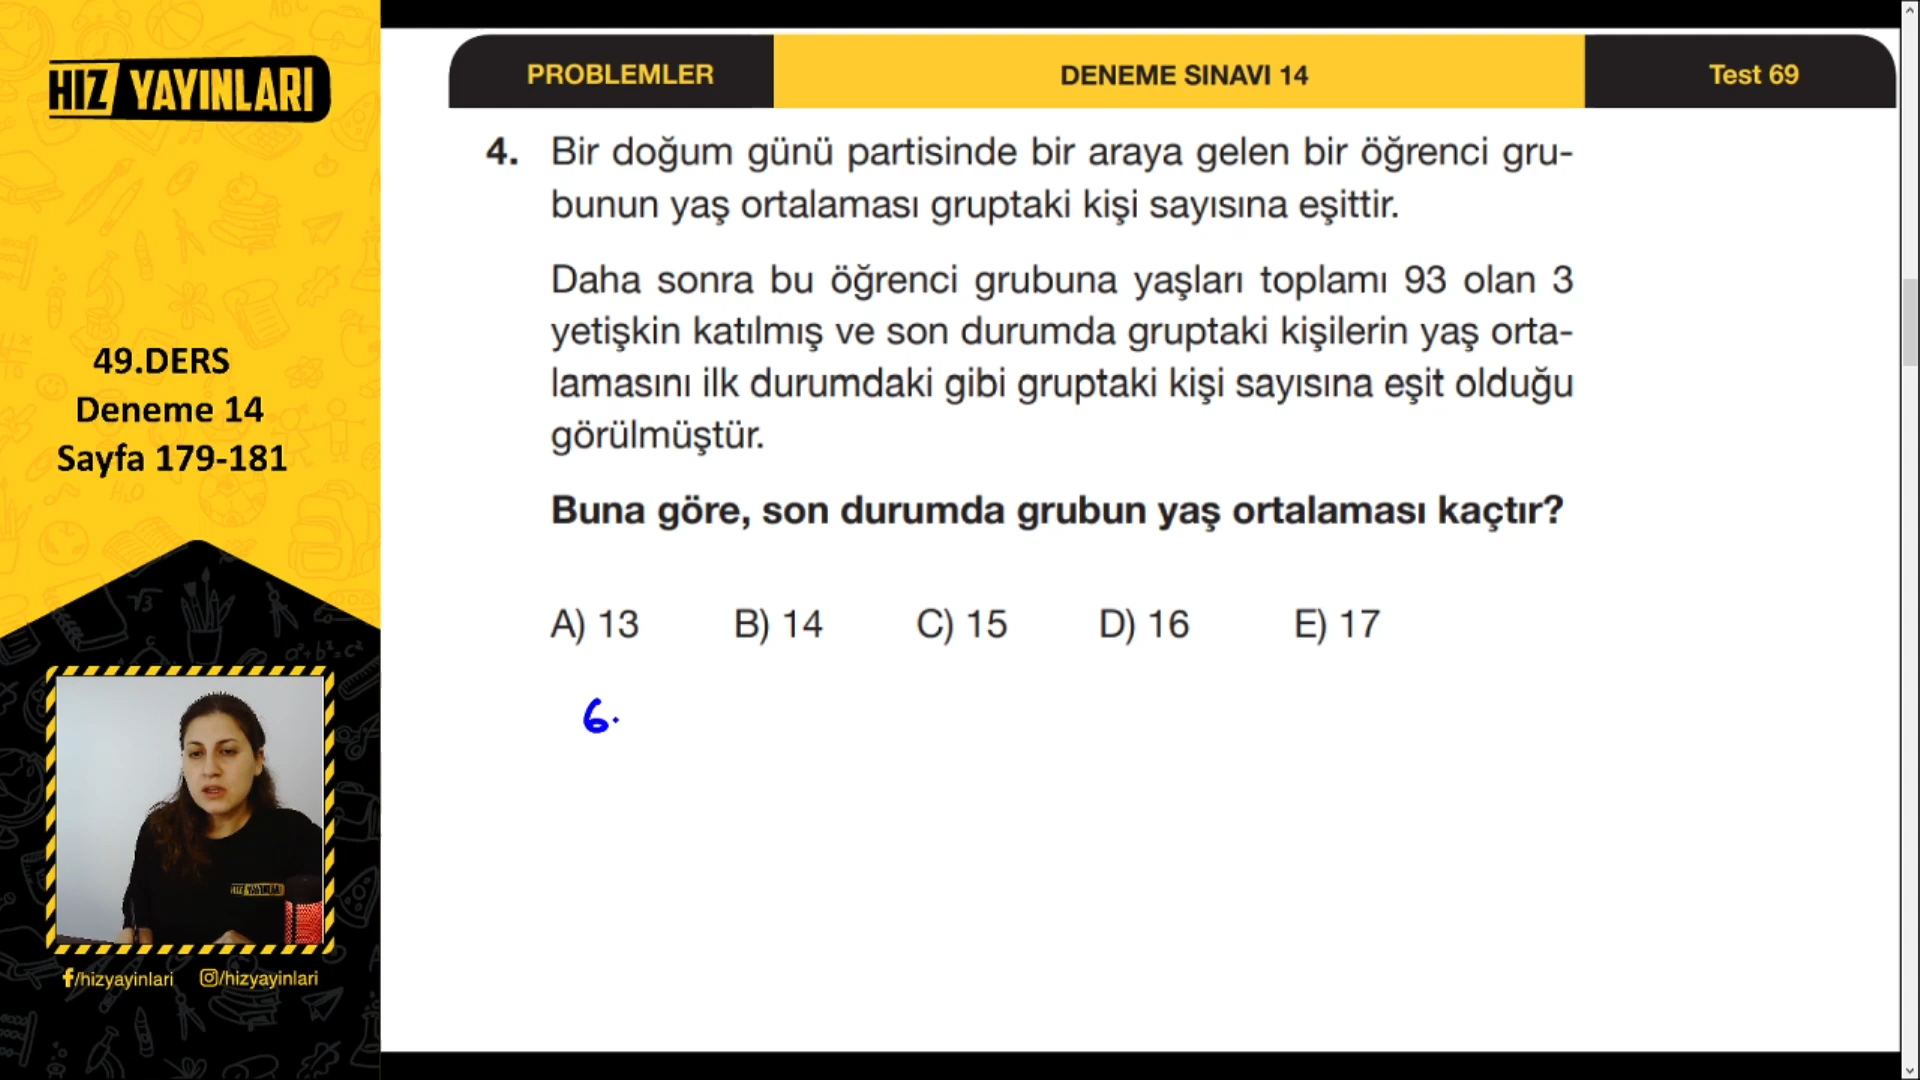 HIZ YAYINLARI
49.DERS
Deneme 14
Sayfa 179-181
HIZ YAYINLARI
f/hizyayinlari /hizyayinlari
PROBLEMLER DENEME SINAVI 14 Test 69
4. Bir doğum günü partisinde bir araya gelen bir öğrenci gru-
bunun yaş ortalaması gruptaki kişi sayısına eşittir.
Daha sonra bu öğrenci grubuna yaşları toplamı 93 olan 3
yetişkin katılmış ve son durumda gruptaki kişilerin yaş orta-
lamasını ilk durumdaki gibi gruptaki kişi sayısına eşit olduğu
görülmüştür.
Buna göre, son durumda grubun yaş ortalaması kaçtır?
A) 13 B) 14 C) 15 D) 16 E) 17
6.